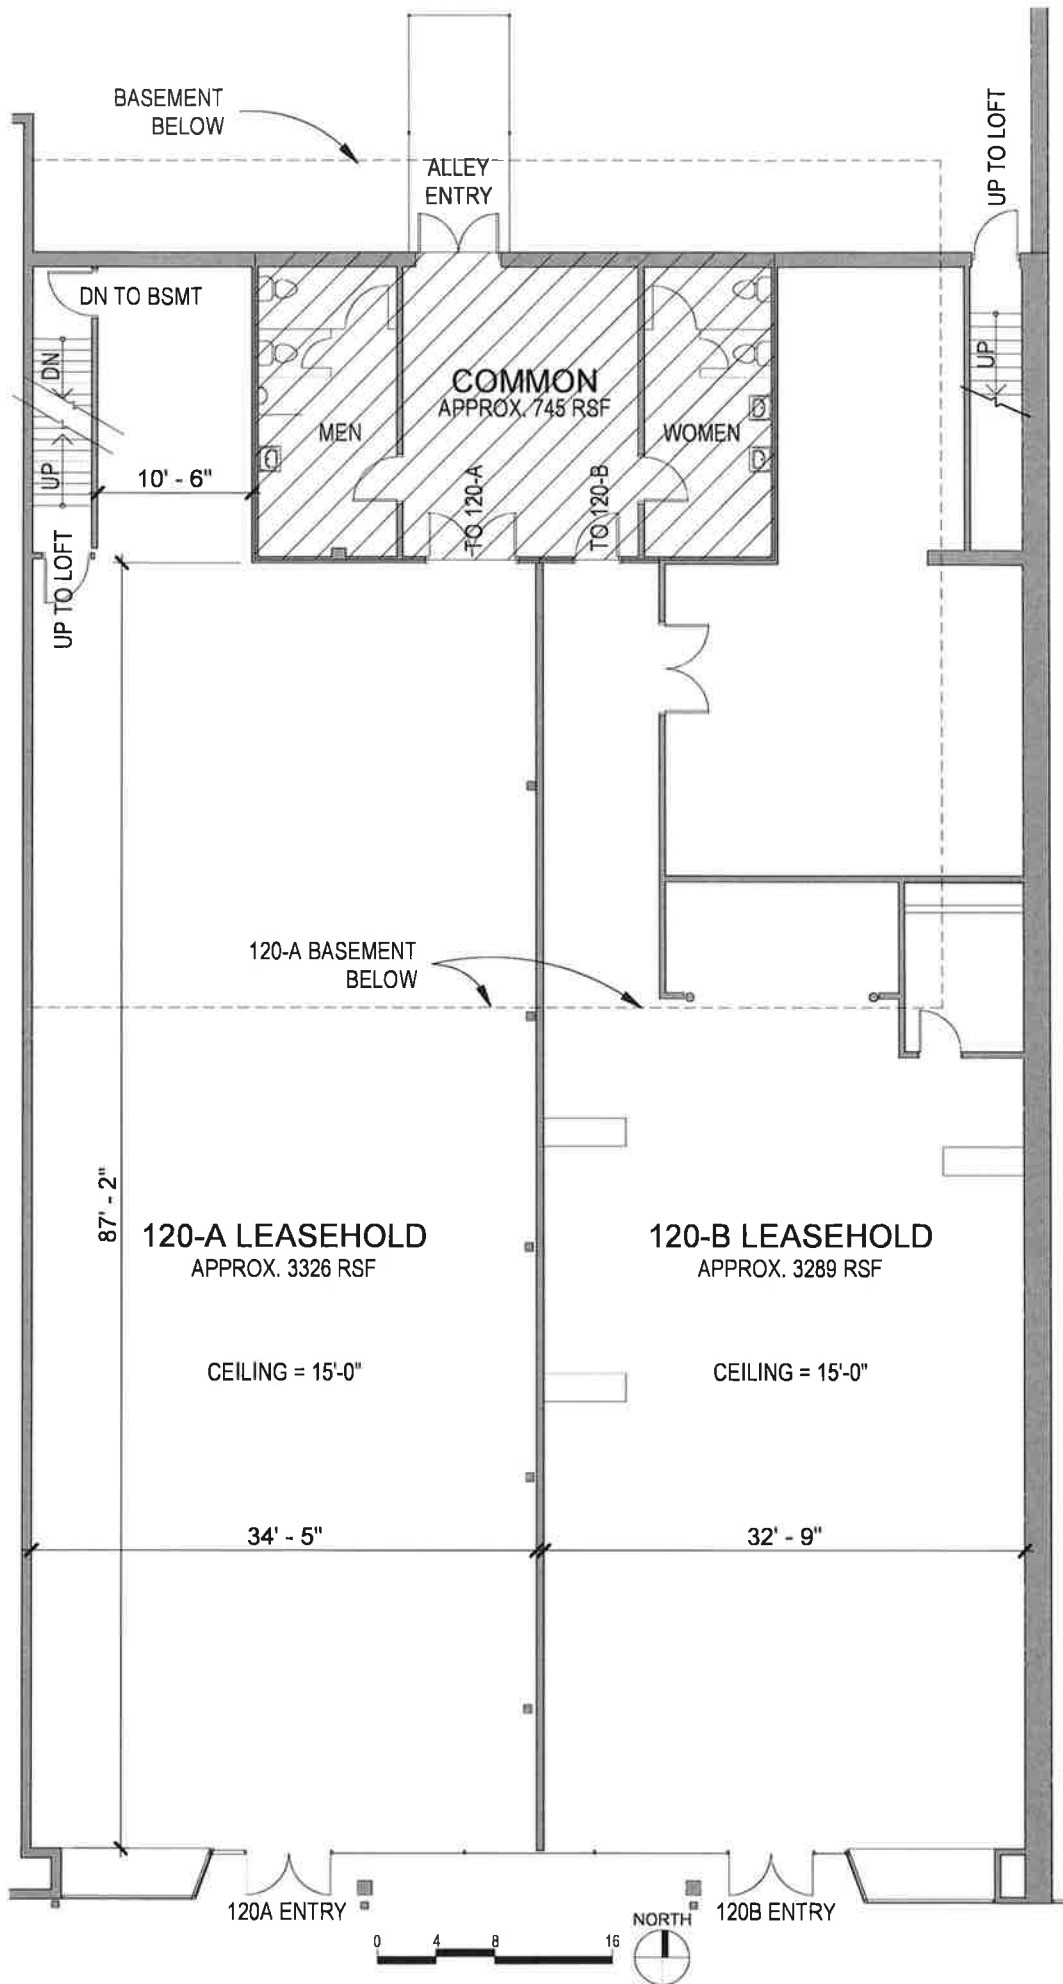 BASEMENT
BELOW
UP TO LOFT
ALLEY
ENTRY
DN TO BSMT
DN
UP
UP
COMMON
APPROX. 745 RSF
MEN
WOMEN
10' - 6"
TO 120-A
TO 120-B
UP TO LOFT
120-A BASEMENT
BELOW
87' - 2"
120-A LEASEHOLD
APPROX. 3326 RSF
120-B LEASEHOLD
APPROX. 3289 RSF
CEILING = 15'-0"
CEILING = 15'-0"
34' - 5"
32' - 9"
120A ENTRY
120B ENTRY
NORTH
0 4 8 16